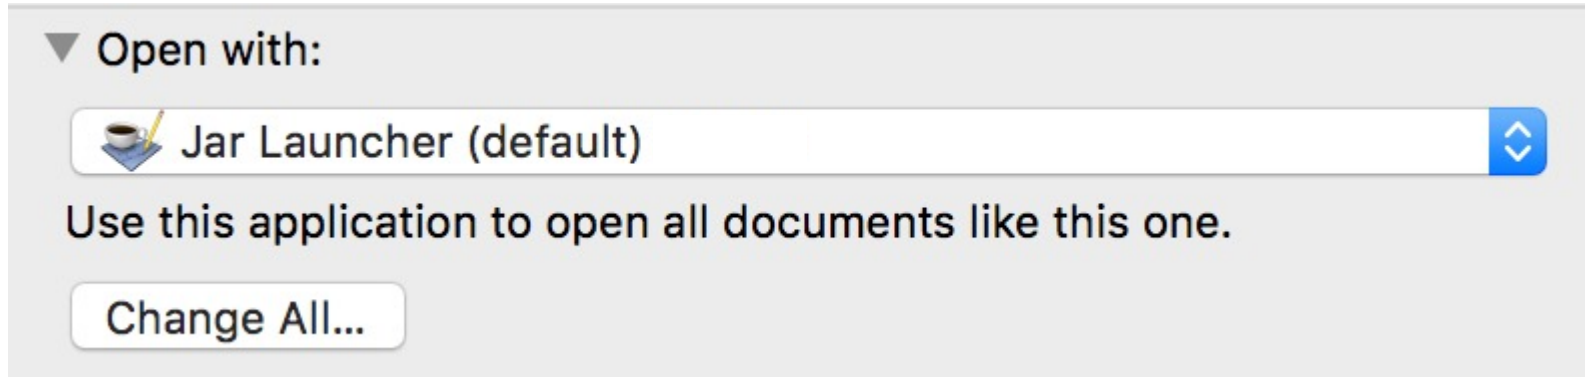 Open with:
Jar Launcher (default)
Use this application to open all documents like this one.
Change All...